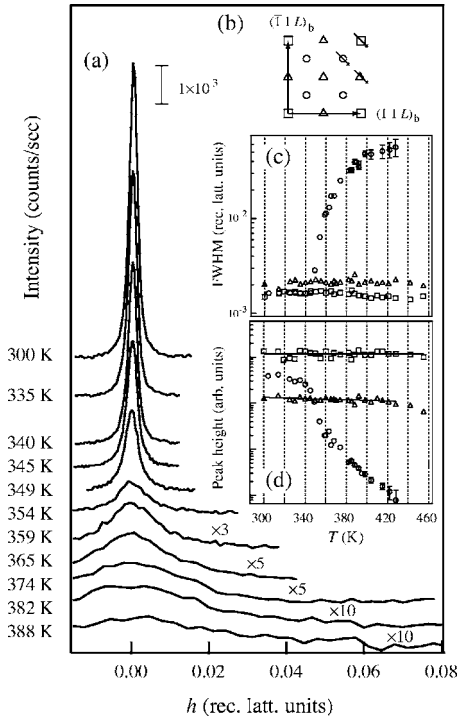 (b)
(1̄ 1 L)b
(a)
1×10³
(1 1 L)b
(c)
FWHM (rec. latt. units)
10⁻²
10⁻³
Intensity (counts/sec)
Peak height (arb. units)
(d)
300 340 380 420 460
T (K)
300 K
335 K
340 K
345 K
349 K
354 K
359 K
×3
365 K
×5
374 K
×5
382 K
×10
388 K
×10
0.00 0.02 0.04 0.06 0.08
h (rec. latt. units)